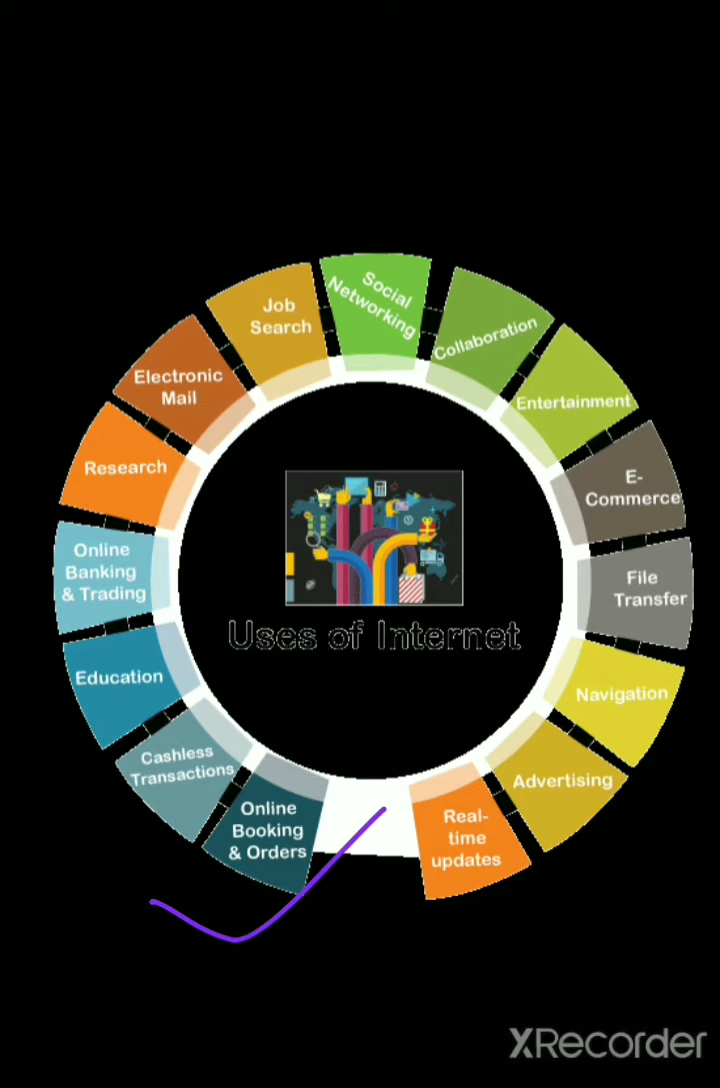 Social
Networking
Collaboration
Entertainment
E-
Commerce
File
Transfer
Navigation
Advertising
Real-
time
updates
Online
Booking
& Orders
Cashless
Transactions
Education
Online
Banking
& Trading
Research
Electronic
Mail
Job
Search
Uses of Internet
XRecorder